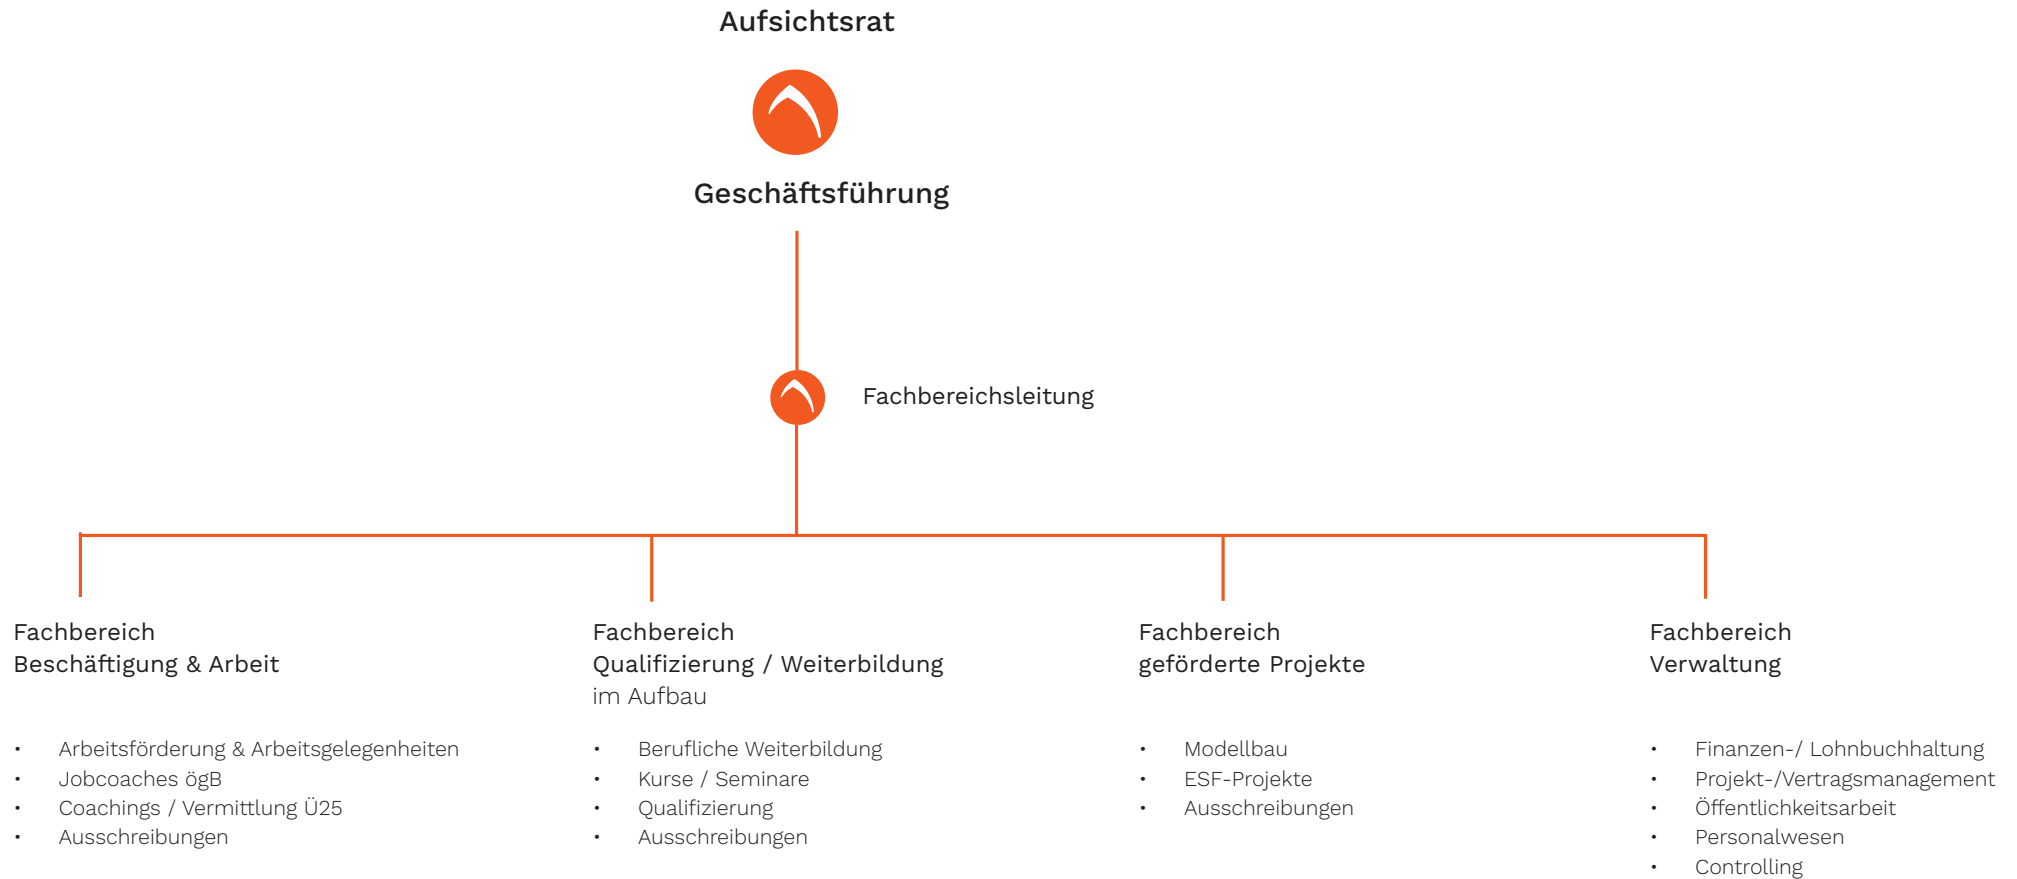 Aufsichtsrat
Geschäftsführung
Fachbereichsleitung
Fachbereich
Beschäftigung & Arbeit
• Arbeitsförderung & Arbeitsgelegenheiten
• Jobcoaches ögB
• Coachings / Vermittlung Ü25
• Ausschreibungen
Fachbereich
Qualifizierung / Weiterbildung
im Aufbau
• Berufliche Weiterbildung
• Kurse / Seminare
• Qualifizierung
• Ausschreibungen
Fachbereich
geförderte Projekte
• Modellbau
• ESF-Projekte
• Ausschreibungen
Fachbereich
Verwaltung
• Finanzen-/ Lohnbuchhaltung
• Projekt-/Vertragsmanagement
• Öffentlichkeitsarbeit
• Personalwesen
• Controlling